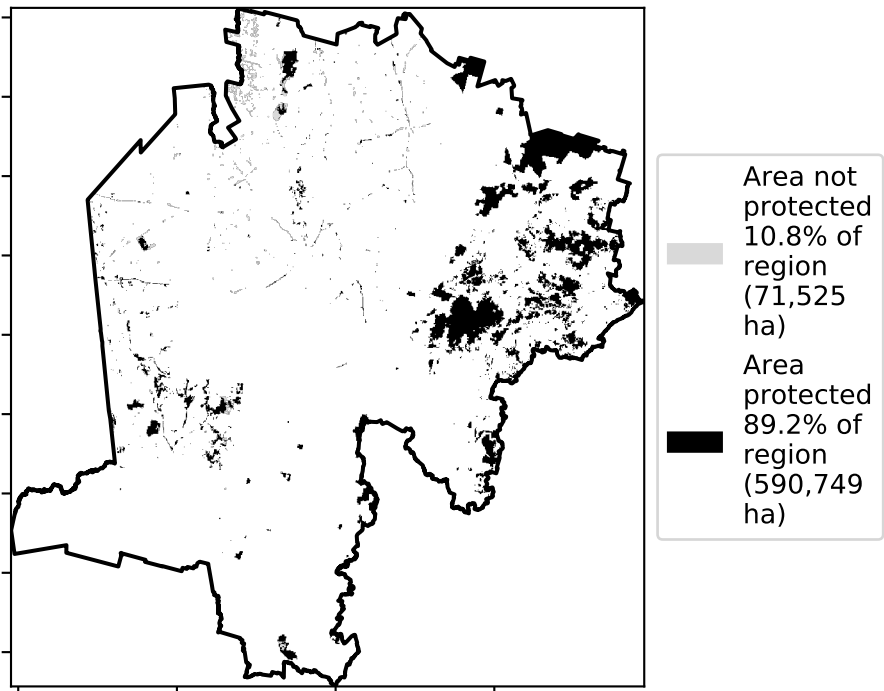 Area not
protected
10.8% of
region
(71,525
ha)
Area
protected
89.2% of
region
(590,749
ha)